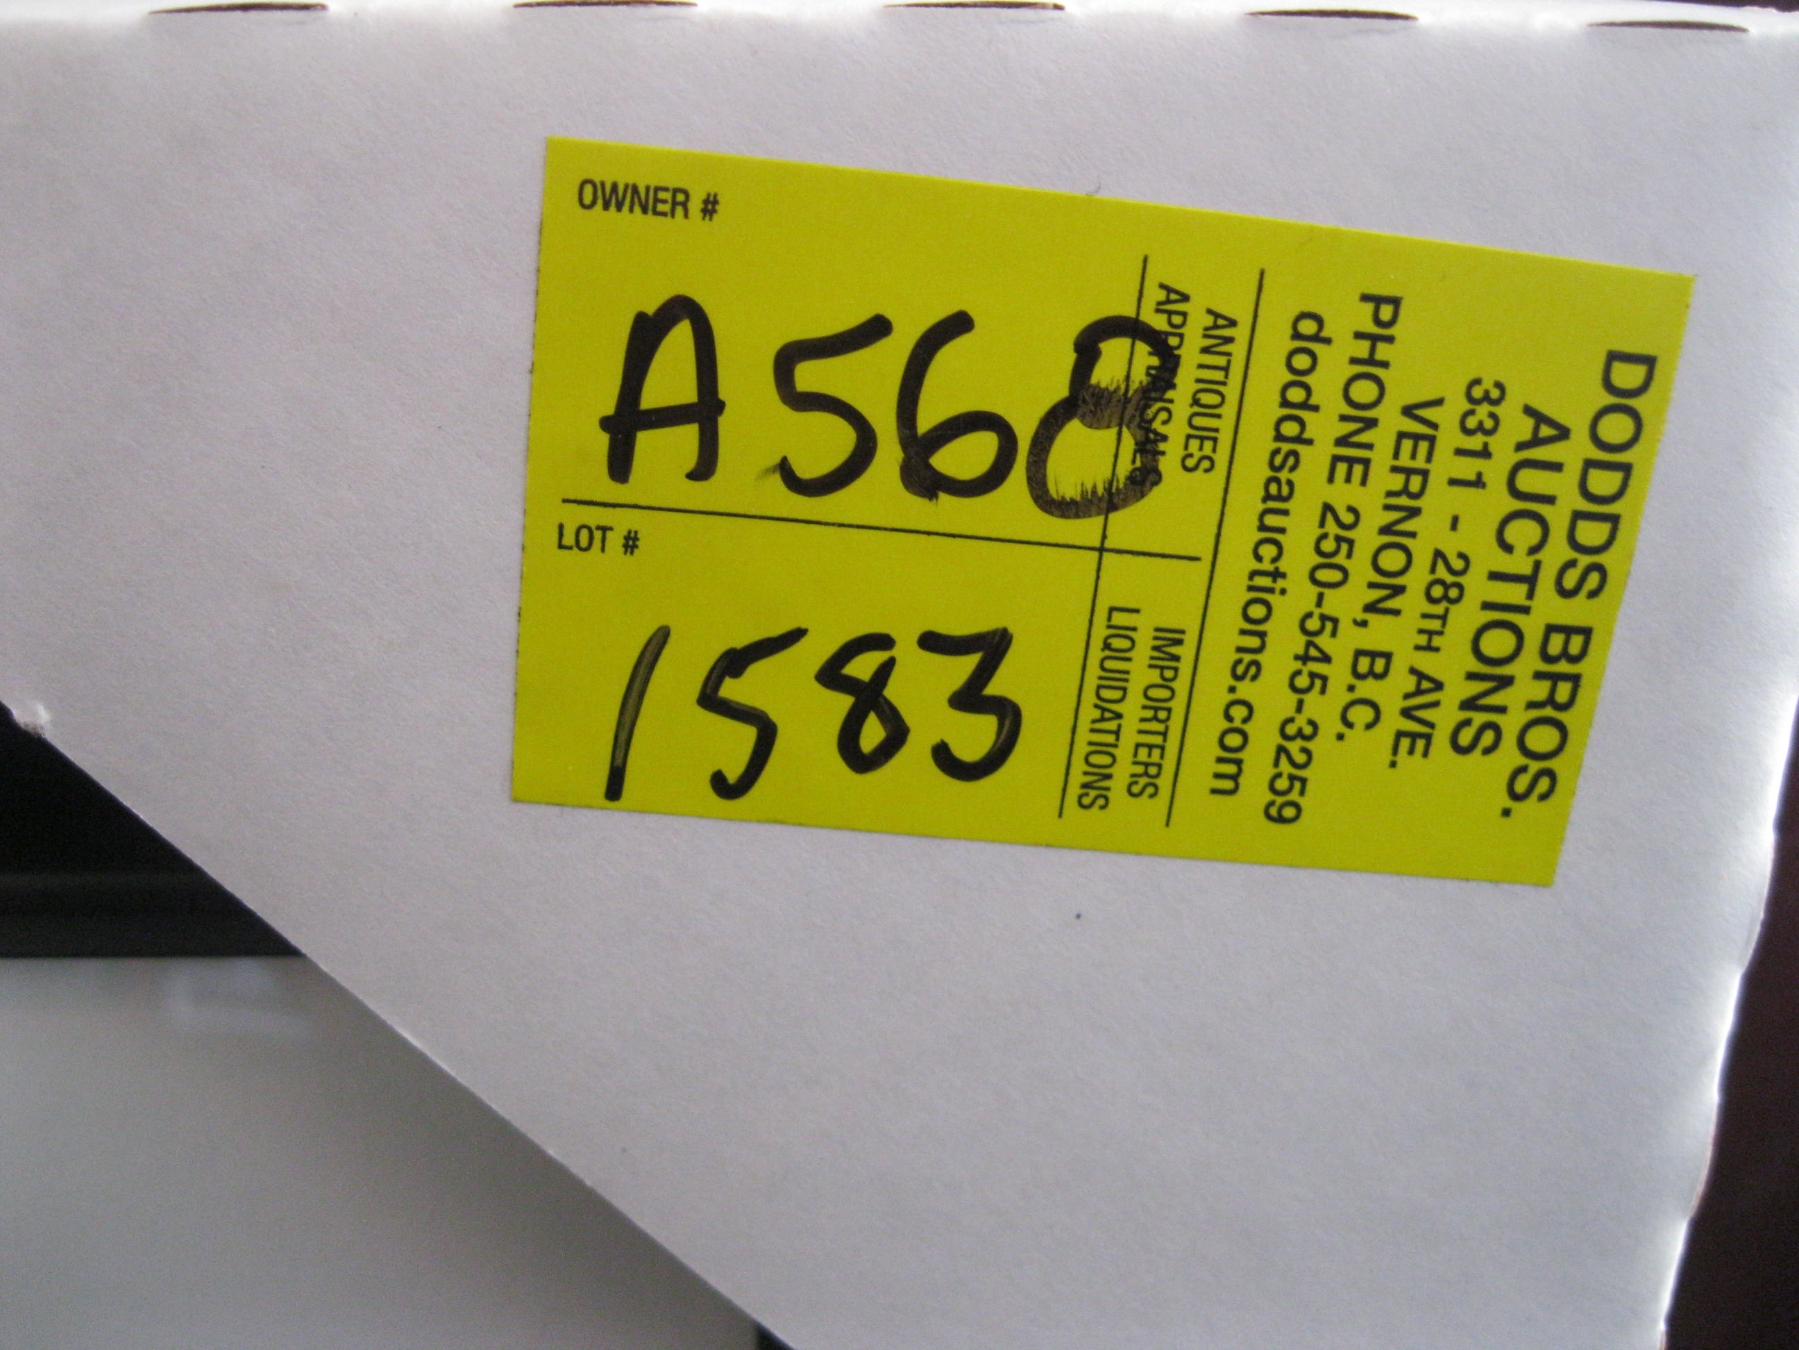 OWNER #
A568
LOT #
1583
ANTIQUES
APPRAISALS
IMPORTERS
LIQUIDATIONS
DODDS BROS.
AUCTIONS
3311 - 28TH AVE.
VERNON, B.C.
PHONE 250-545-3259
doddsauctions.com